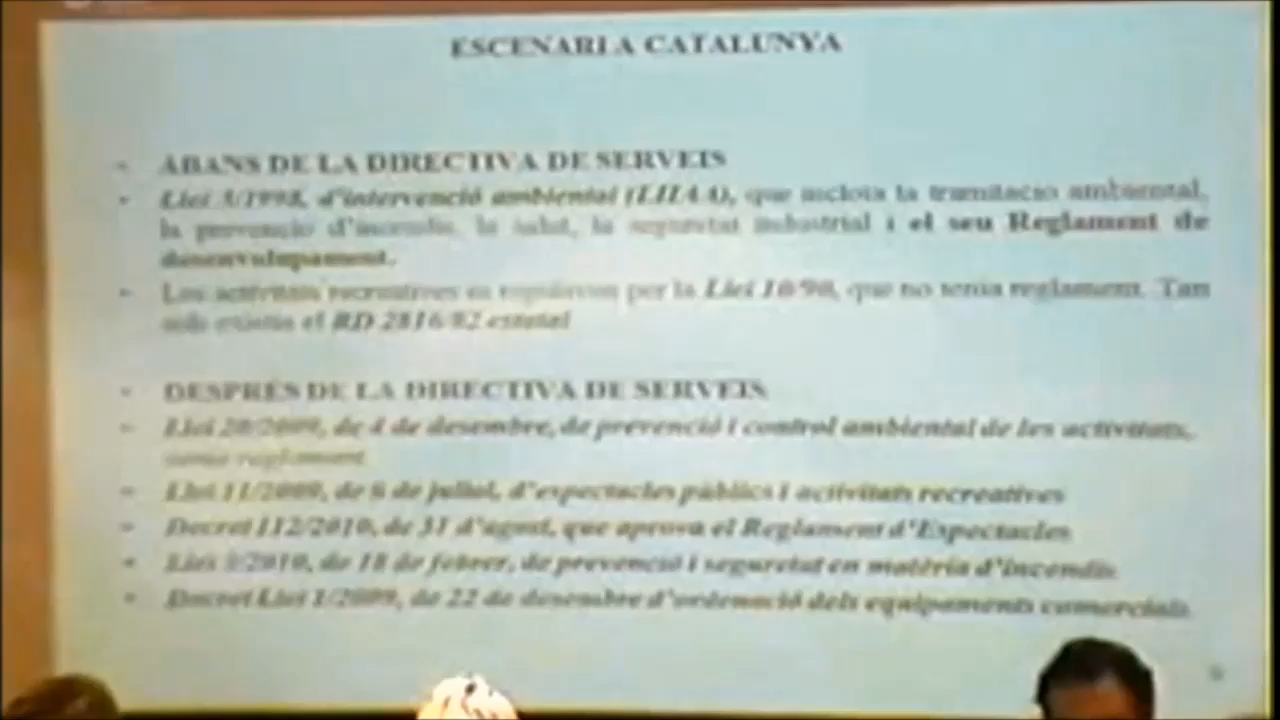 ESCENARI A CATALUNYA
- ABANS DE LA DIRECTIVA DE SERVEIS
- Llei 3/1998, d'intervenció ambiental (LIIAA), que incloïa la tramitació ambiental,
la prevenció d'incendis, la salut, la seguretat industrial i el seu Reglament de
desenvolupament.
- Les activitats recreatives es regulaven per la Llei 10/90, que no tenia reglament. Tan
sols existia el RD 2816/82 estatal
- DESPRÉS DE LA DIRECTIVA DE SERVEIS
- Llei 20/2009, de 4 de desembre, de prevenció i control ambiental de les activitats,
sense reglament
- Llei 11/2009, de 6 de juliol, d'espectacles públics i activitats recreatives
- Decret 112/2010, de 31 d'agost, que aprova el Reglament d'Espectacles
- Llei 3/2010, de 18 de febrer, de prevenció i seguretat en matèria d'incendis
- Decret Llei 1/2009, de 22 de desembre d'ordenació dels equipaments comercials